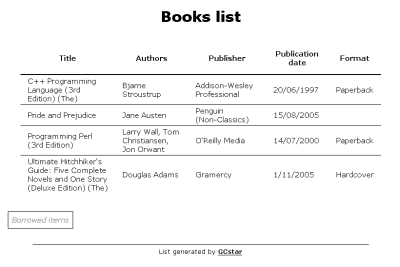 Books list
Title Authors Publisher Publication date Format
C++ Programming Language (3rd Edition) (The) Bjarne Stroustrup Addison-Wesley Professional 20/06/1997 Paperback
Pride and Prejudice Jane Austen Penguin (Non-Classics) 15/08/2005
Programming Perl (3rd Edition) Larry Wall, Tom Christiansen, Jon Orwant O'Reilly Media 14/07/2000 Paperback
Ultimate Hitchhiker's Guide: Five Complete Novels and One Story (Deluxe Edition) (The) Douglas Adams Gramercy 1/11/2005 Hardcover
Borrowed items
List generated by GCstar